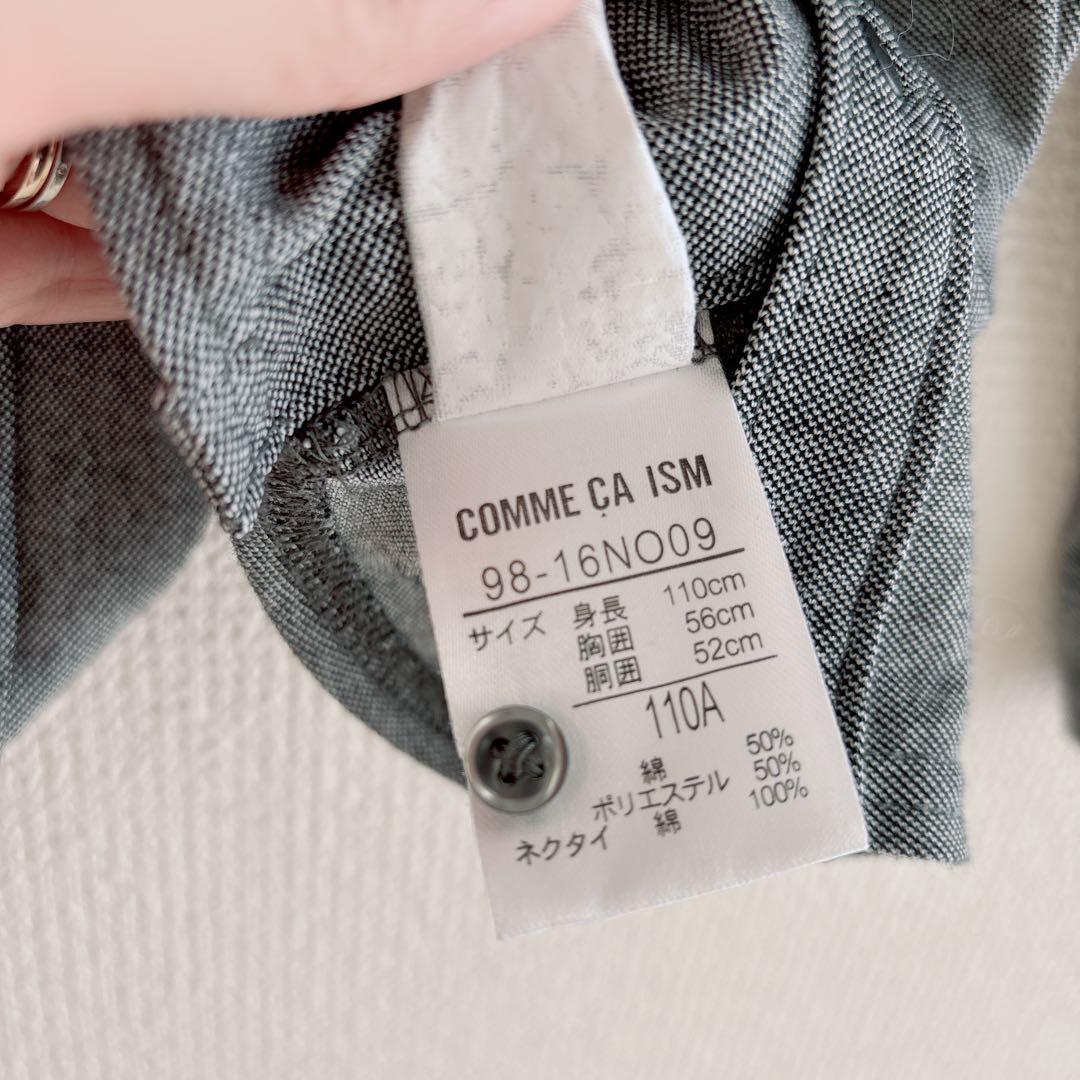 COMME ÇA ISM
98-16NO09
サイズ 身長 110cm
胸囲 56cm
胴囲 52cm
110A
綿 50%
ポリエステル 50%
ネクタイ 綿 100%